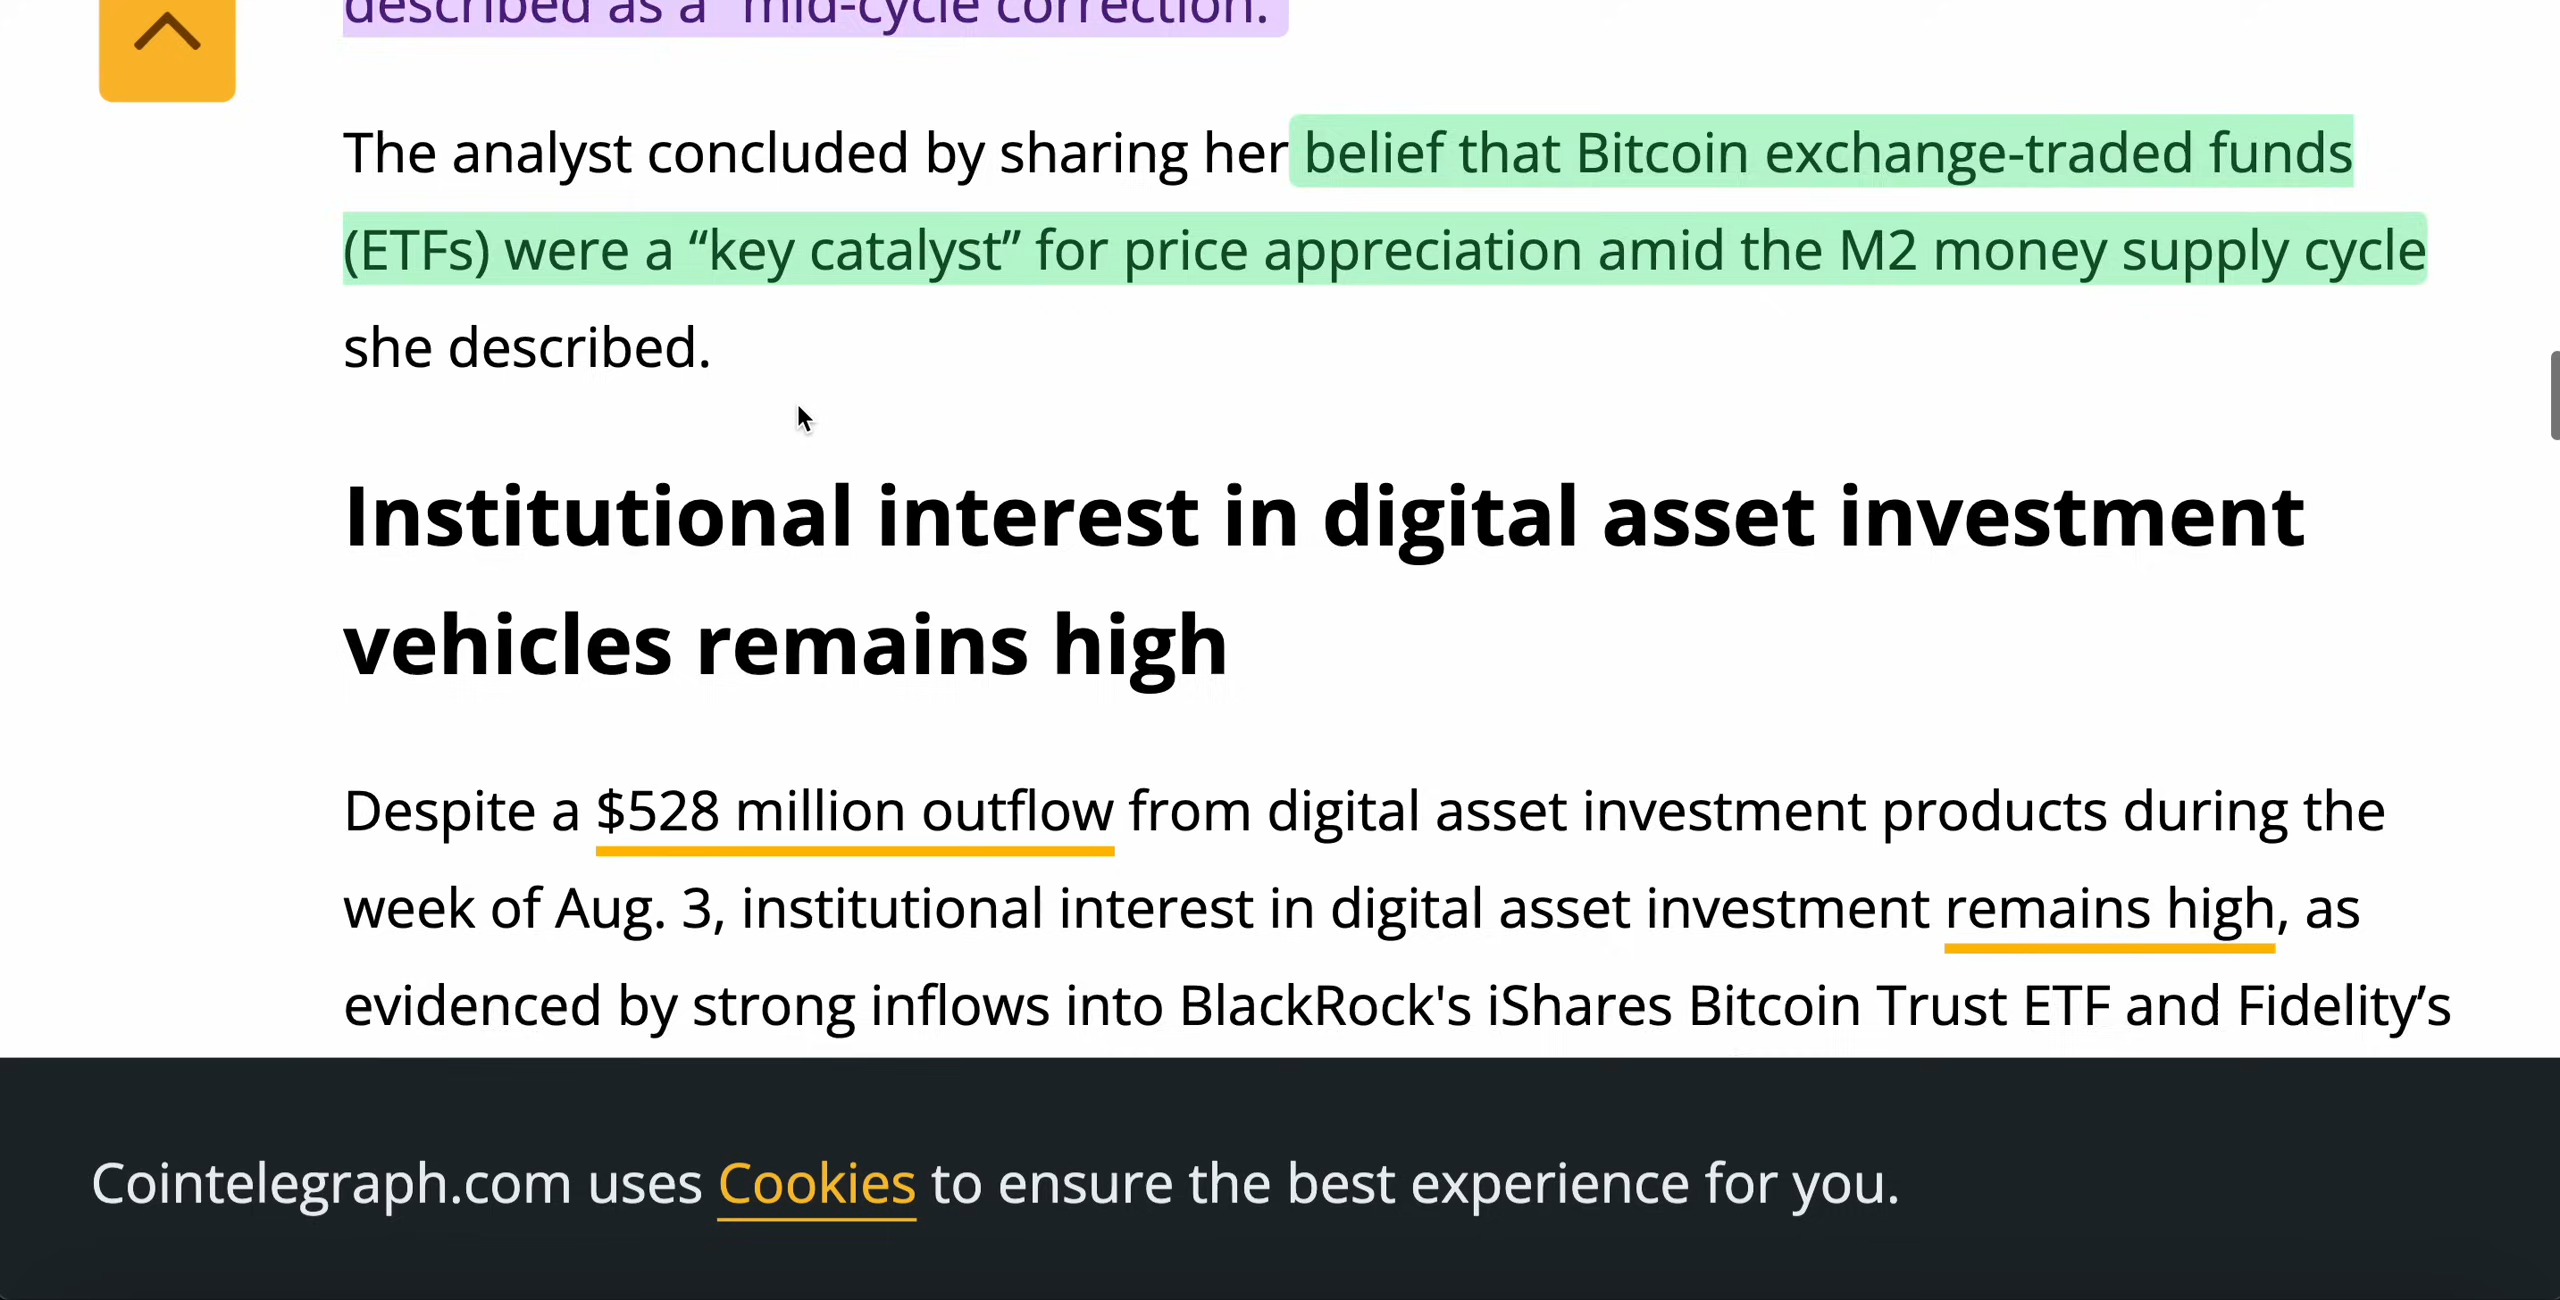 described as a “mid-cycle correction.”
The analyst concluded by sharing her belief that Bitcoin exchange-traded funds
(ETFs) were a “key catalyst” for price appreciation amid the M2 money supply cycle
she described.
Institutional interest in digital asset investment
vehicles remains high
Despite a $528 million outflow from digital asset investment products during the
week of Aug. 3, institutional interest in digital asset investment remains high, as
evidenced by strong inflows into BlackRock's iShares Bitcoin Trust ETF and Fidelity’s
Cointelegraph.com uses Cookies to ensure the best experience for you.